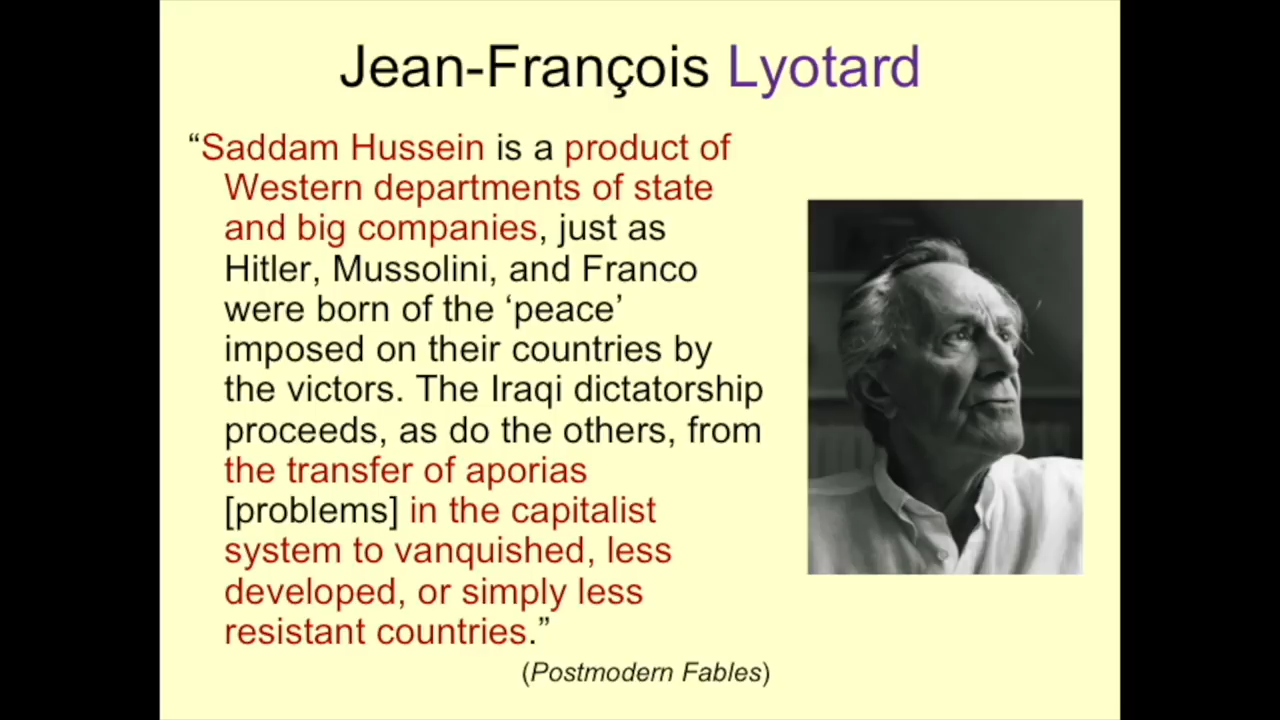 Jean-François Lyotard
“Saddam Hussein is a product of
Western departments of state
and big companies, just as
Hitler, Mussolini, and Franco
were born of the ‘peace’
imposed on their countries by
the victors. The Iraqi dictatorship
proceeds, as do the others, from
the transfer of aporias
[problems] in the capitalist
system to vanquished, less
developed, or simply less
resistant countries.”
(Postmodern Fables)